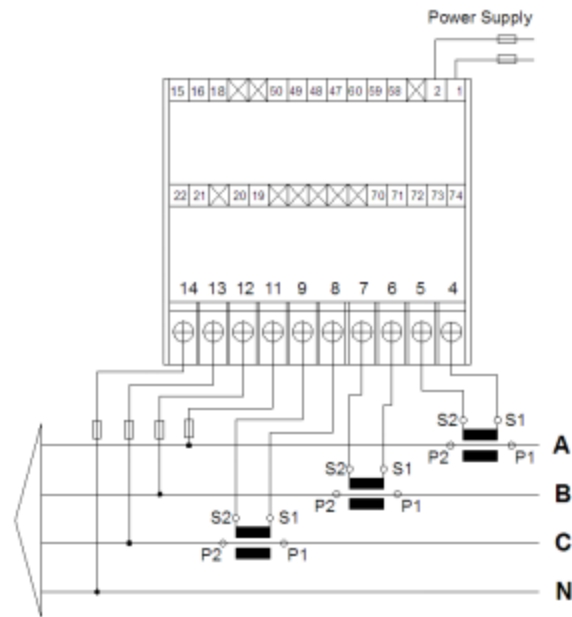 Power Supply
15 16 18 50 49 48 47 60 59 58 2 1
22 21 20 19 70 71 72 73 74
14 13 12 11 9 8 7 6 5 4
S2 S1
P2 P1 A
S2 S1
P2 P1 B
S2 S1
P2 P1 C
N